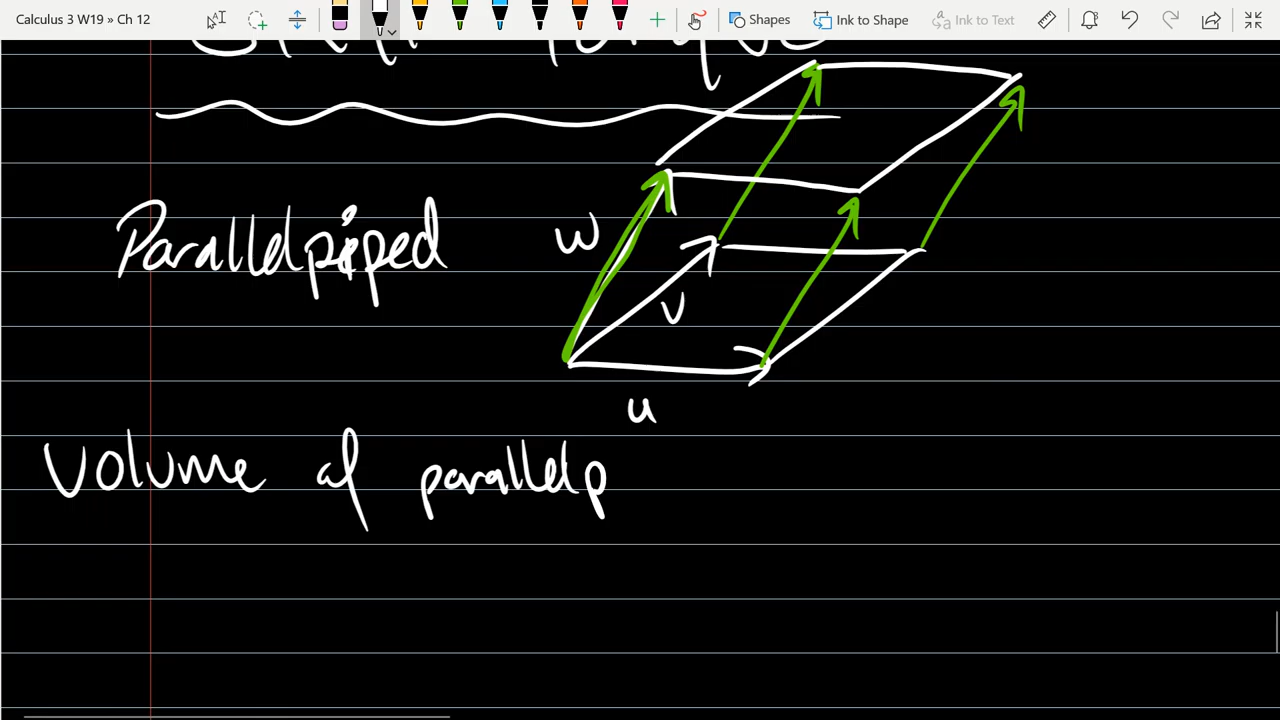 Calculus 3 W19 » Ch 12
Shapes
Ink to Shape
Ink to Text
w
Parallelpiped
v
u
Volume of parallelp